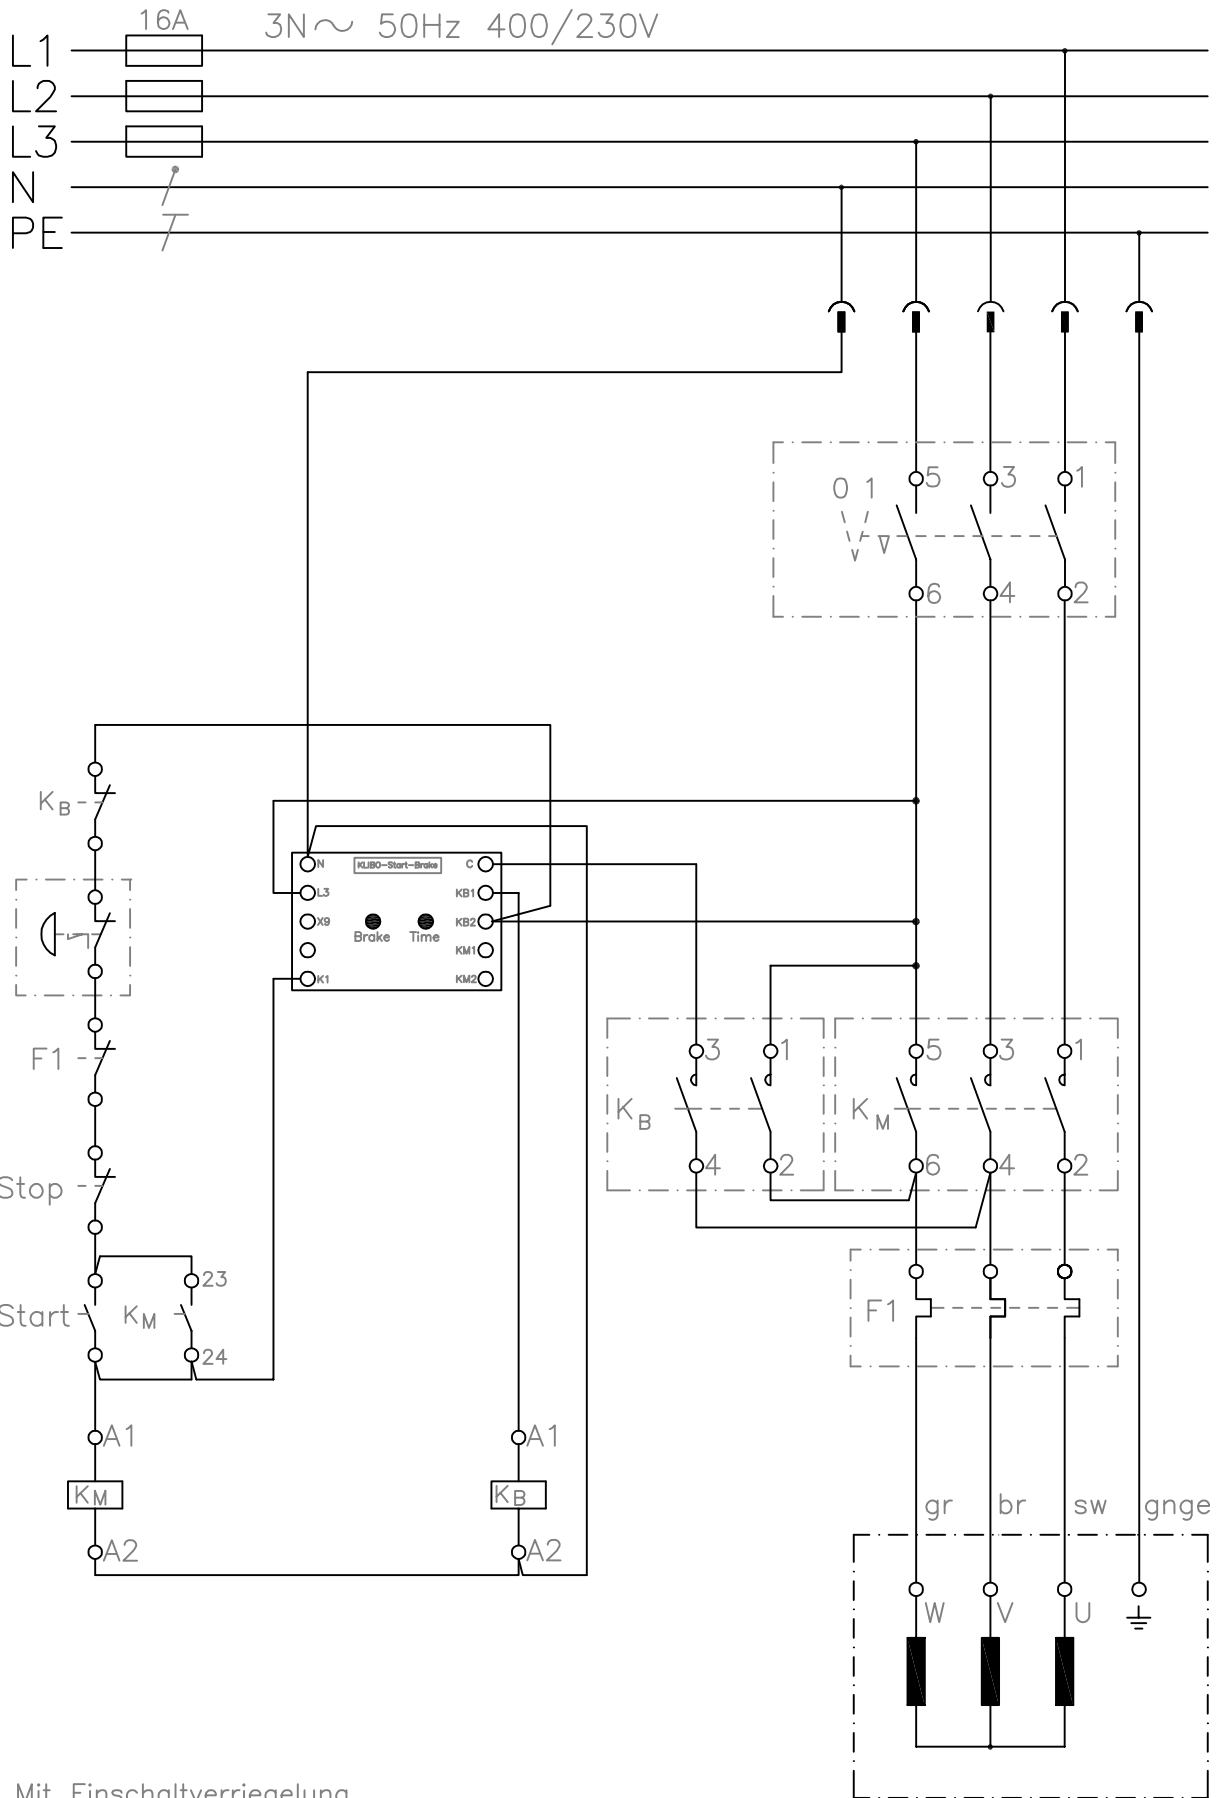 16A 3N~ 50Hz 400/230V
L1
L2
L3
N
PE
0 1 5 3 1
6 4 2
KB
N KLIBO-Start-Brake C
L3 KB1
X9 KB2
Brake Time
KM1
K1 KM2
F1
3 1 5 3 1
KB KM
4 2 6 4 2
Stop
23
Start KM
24
F1
A1 A1
KM KB
A2 A2
gr br sw gnge
W V U
Mit Einschaltverriegelung